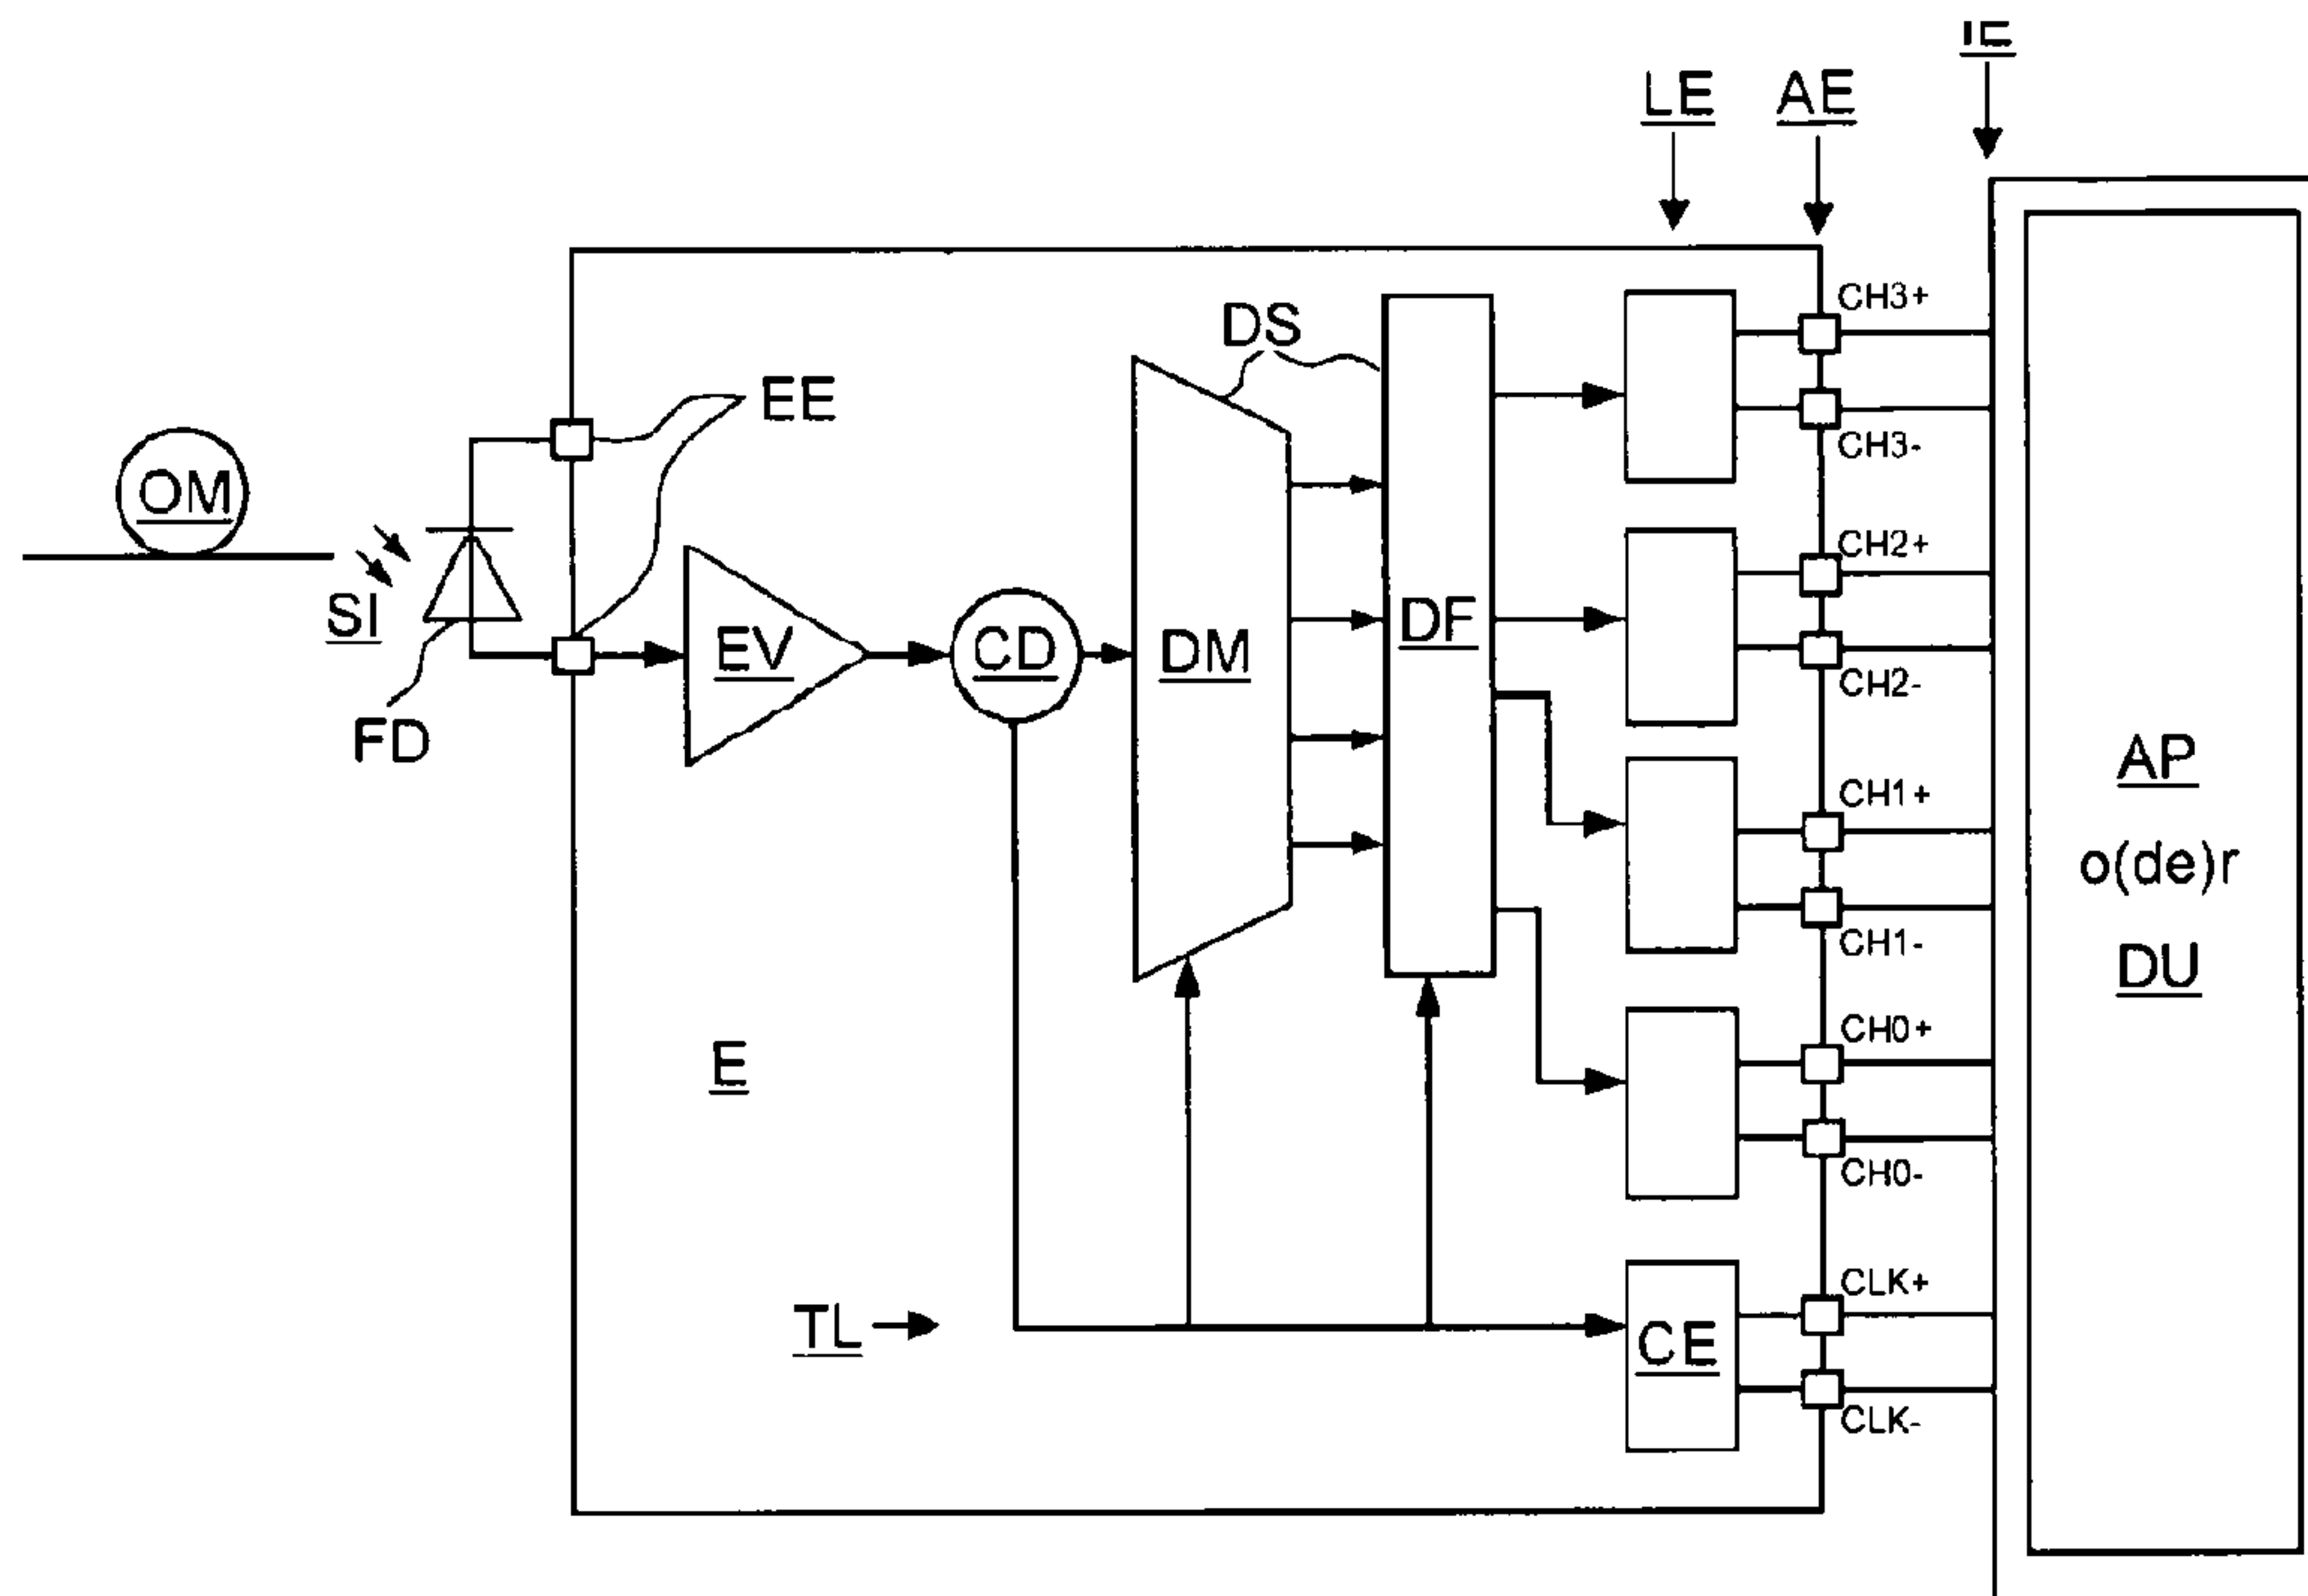 LE
AE
CH3+
DS
EE
CH3-
OM
CH2+
SI
EV
CD
DM
DF
CH2-
FD
AP
CH1+
o(de)r
CH1-
DU
CH0+
E
CH0-
CLK+
TL
CE
CLK-